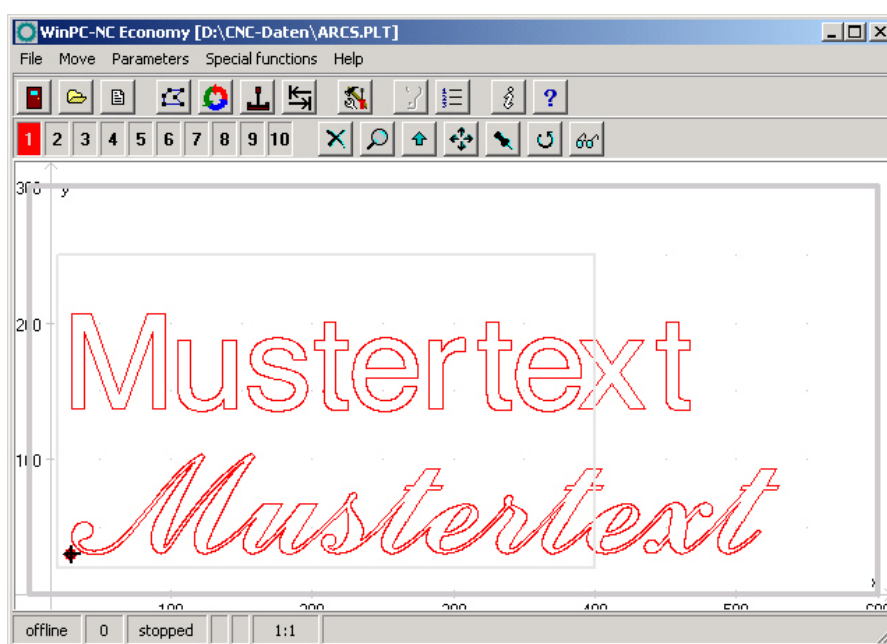 WinPC-NC Economy [D:\CNC-Daten\ARCS.PLT]
File Move Parameters Special functions Help
1 2 3 4 5 6 7 8 9 10
300 y
200
Mustertext
100
Mustertext
x
100 200 300 400 500 600
offline 0 stopped 1:1